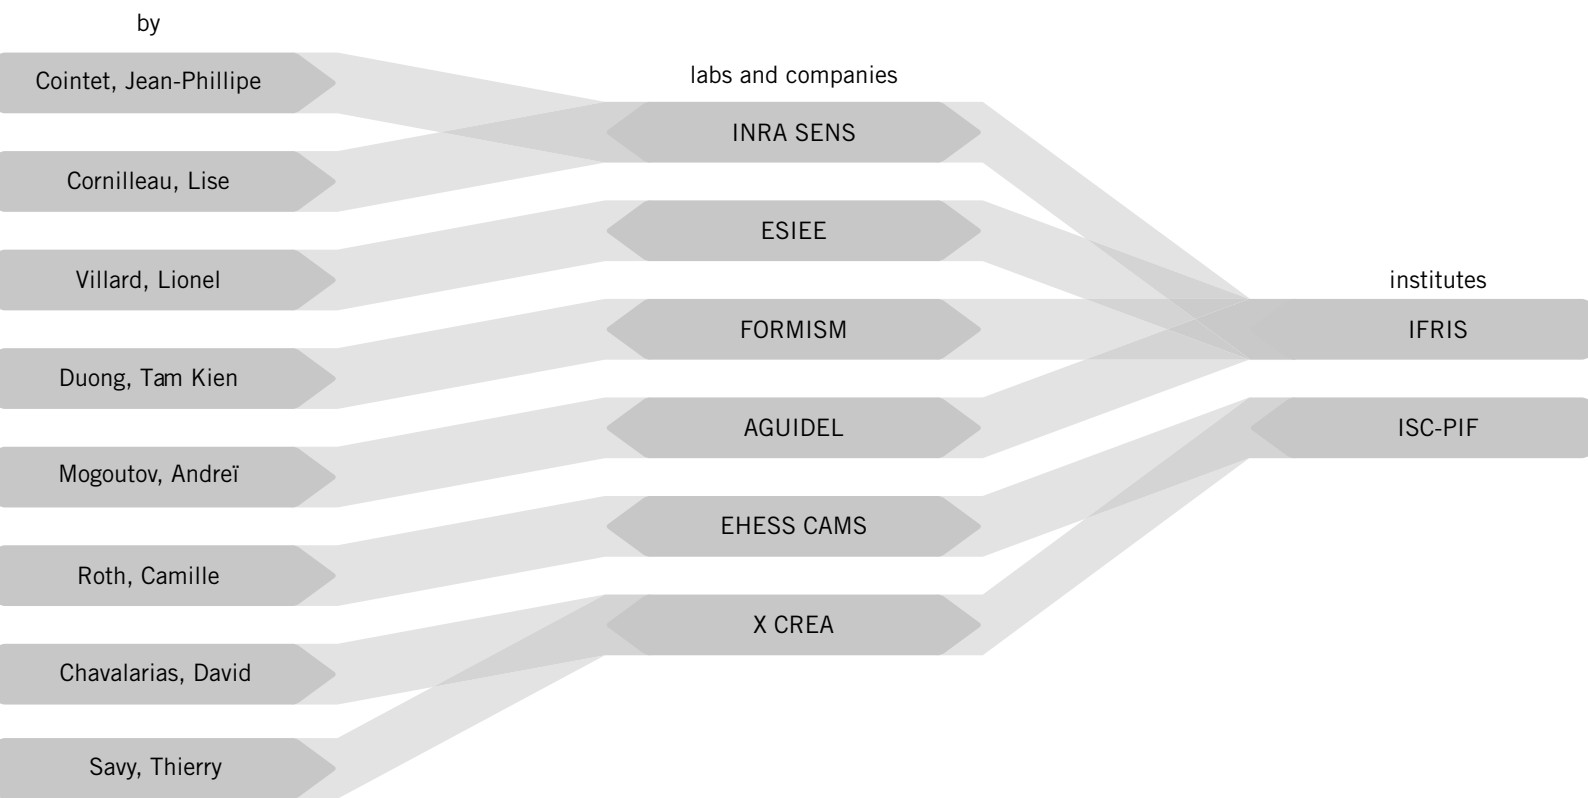 by
Cointet, Jean-Phillipe
Cornilleau, Lise
Villard, Lionel
Duong, Tam Kien
Mogoutov, Andreï
Roth, Camille
Chavalarias, David
Savy, Thierry
labs and companies
INRA SENS
ESIEE
FORMISM
AGUIDEL
EHESS CAMS
X CREA
institutes
IFRIS
ISC-PIF